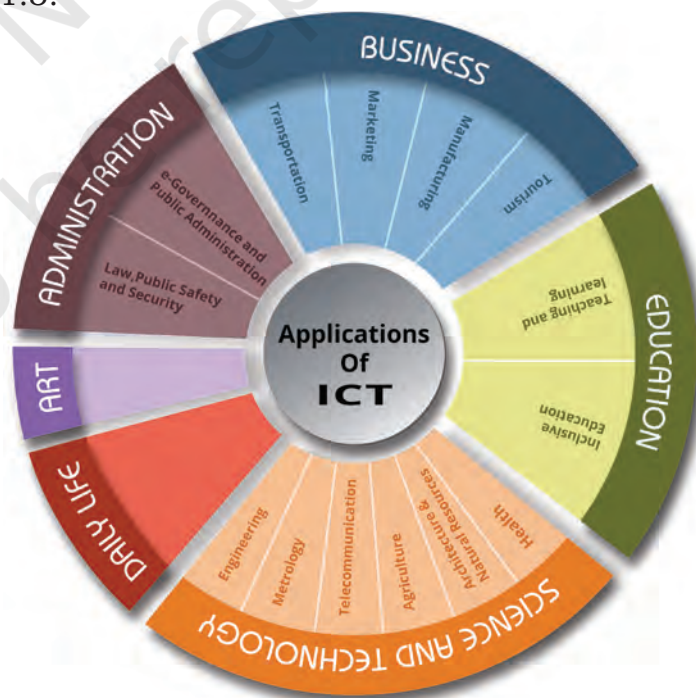 1.8.
BUSINESS
Transportation
Marketing
Manufacturing
Tourism
EDUCATION
Teaching and
learning
Inclusive
Education
SCIENCE AND TECHNOLOGY
Health
Architecture &
Natural Resources
Agriculture
Telecommunication
Metrology
Engineering
DAILY LIFE
ART
ADMINISTRATION
Law,Public Safety
and Security
e-Governnance and
Public Administration
Applications
Of
ICT